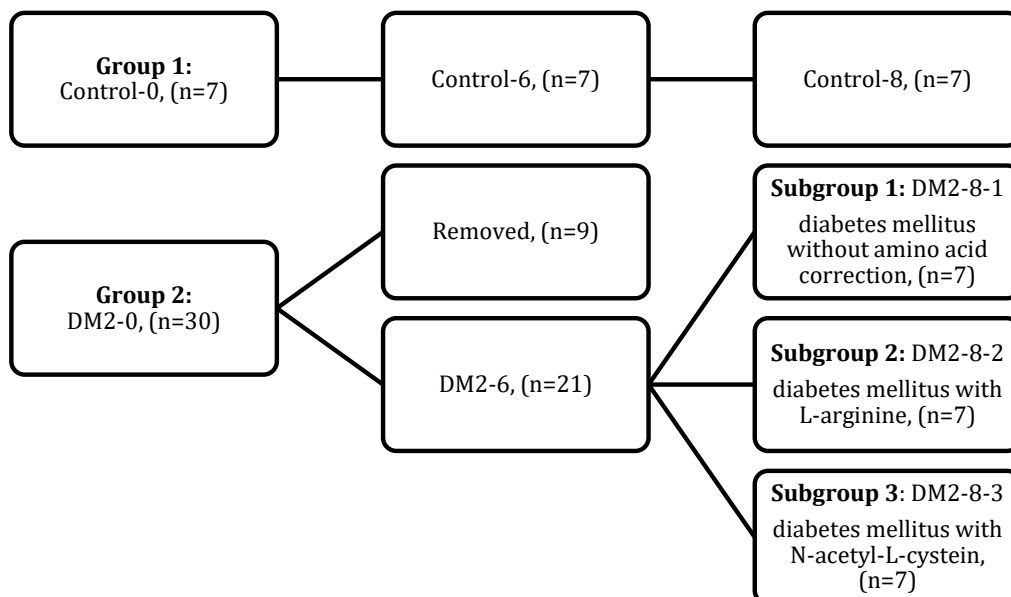 Group 1:
Control-0, (n=7)
Control-6, (n=7)
Control-8, (n=7)
Group 2:
DM2-0, (n=30)
Removed, (n=9)
DM2-6, (n=21)
Subgroup 1: DM2-8-1
diabetes mellitus
without amino acid
correction, (n=7)
Subgroup 2: DM2-8-2
diabetes mellitus with
L-arginine, (n=7)
Subgroup 3: DM2-8-3
diabetes mellitus with
N-acetyl-L-cystein,
(n=7)